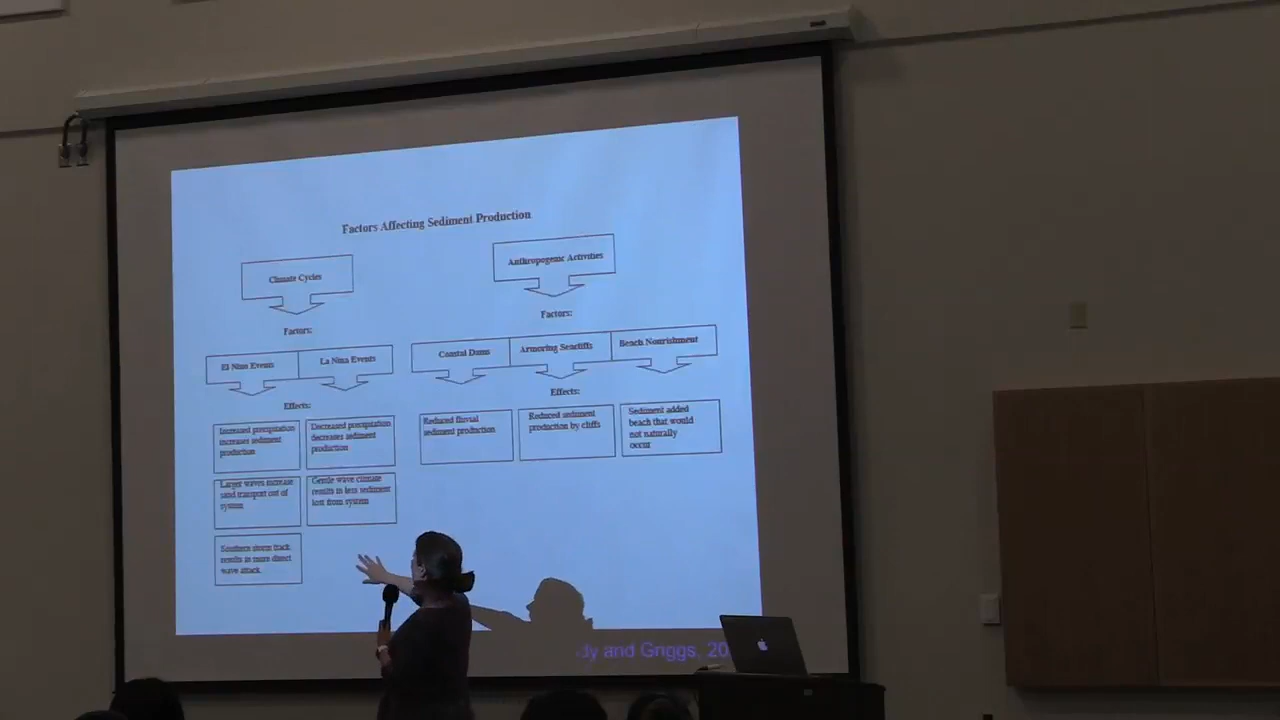 Factors Affecting Sediment Production
Climate Cycles
Anthropogenic Activities
Factors:
Factors:
El Nino Events
La Nina Events
Coastal Dams
Armoring Seacliffs
Beach Nourishment
Effects:
Effects:
Increased precipitation
increases sediment
production
Decreased precipitation
decreases sediment
production
Reduced fluvial
sediment production
Reduced sediment
production by cliffs
Sediment added
beach that would
not naturally
occur
Larger waves increase
sand transport out of
system
Gentle wave climate
results in less sediment
lost from system
Southern storm track
results in more direct
wave attack.
and Griggs,